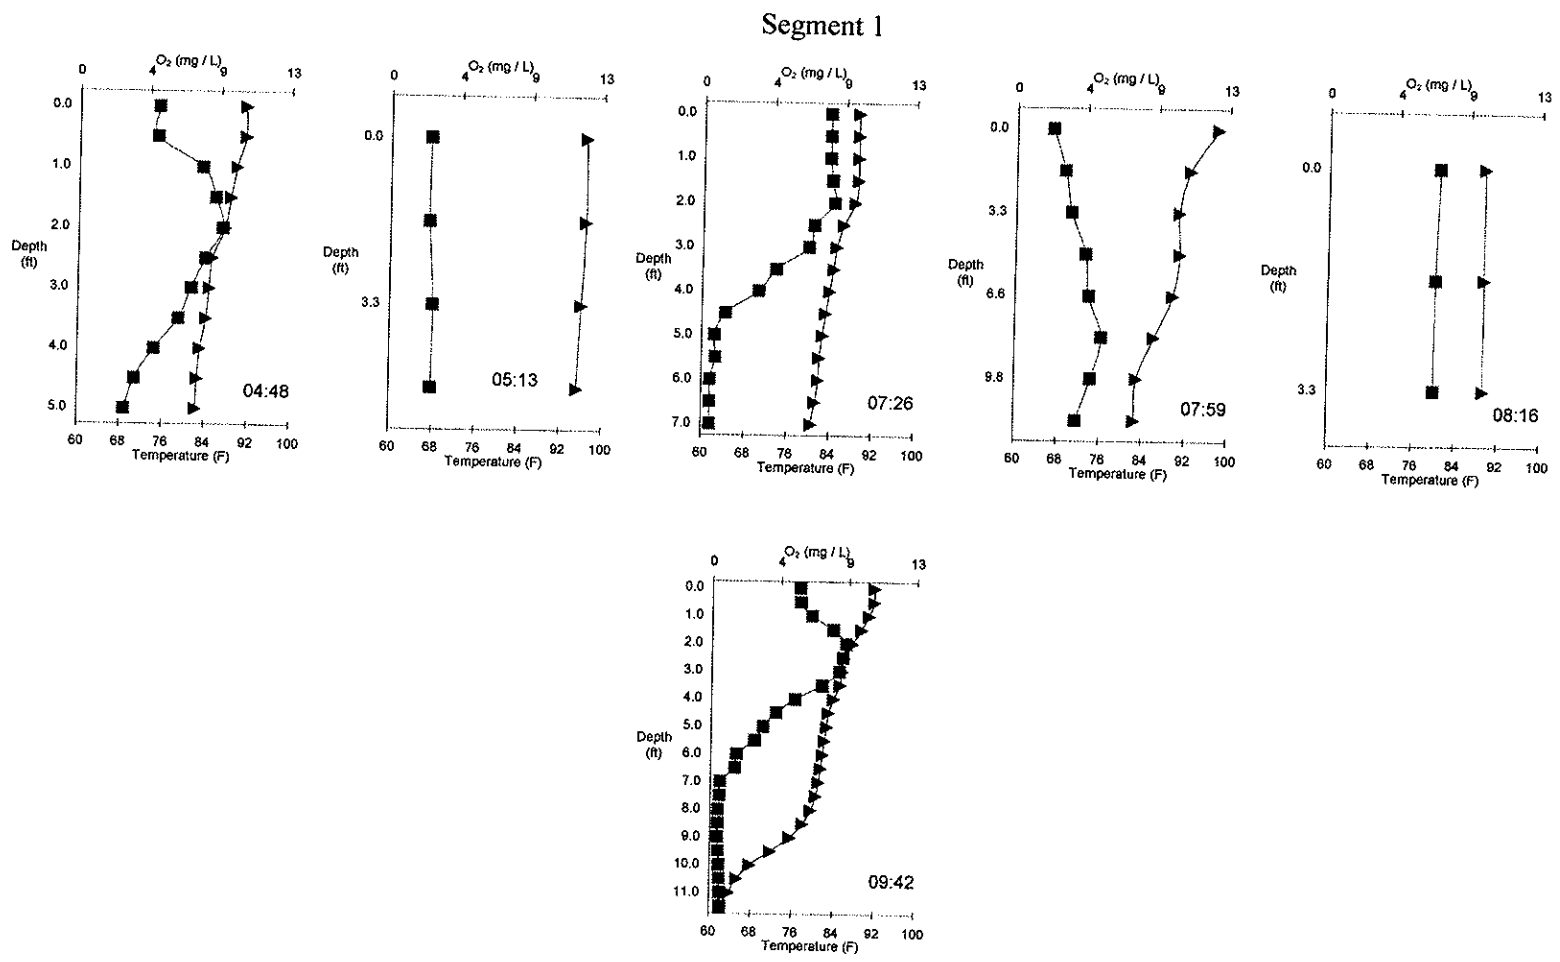 Segment 1
O₂ (mg / L)
0 4 9 13
0.0
1.0
2.0
Depth
(ft)
3.0
4.0
5.0
04:48
60 68 76 84 92 100
Temperature (F)
O₂ (mg / L)
0 4 9 13
0.0
Depth
(ft)
3.3
05:13
60 68 76 84 92 100
Temperature (F)
O₂ (mg / L)
0 4 9 13
0.0
1.0
2.0
Depth
(ft)
3.0
4.0
5.0
6.0
7.0
07:26
60 68 76 84 92 100
Temperature (F)
O₂ (mg / L)
0 4 9 13
0.0
3.3
Depth
(ft)
6.6
9.8
07:59
60 68 76 84 92 100
Temperature (F)
O₂ (mg / L)
0 4 9 13
0.0
Depth
(ft)
3.3
08:16
60 68 76 84 92 100
Temperature (F)
O₂ (mg / L)
0 4 9 13
0.0
1.0
2.0
3.0
4.0
5.0
Depth
(ft)
6.0
7.0
8.0
9.0
10.0
11.0
09:42
60 68 76 84 92 100
Temperature (F)